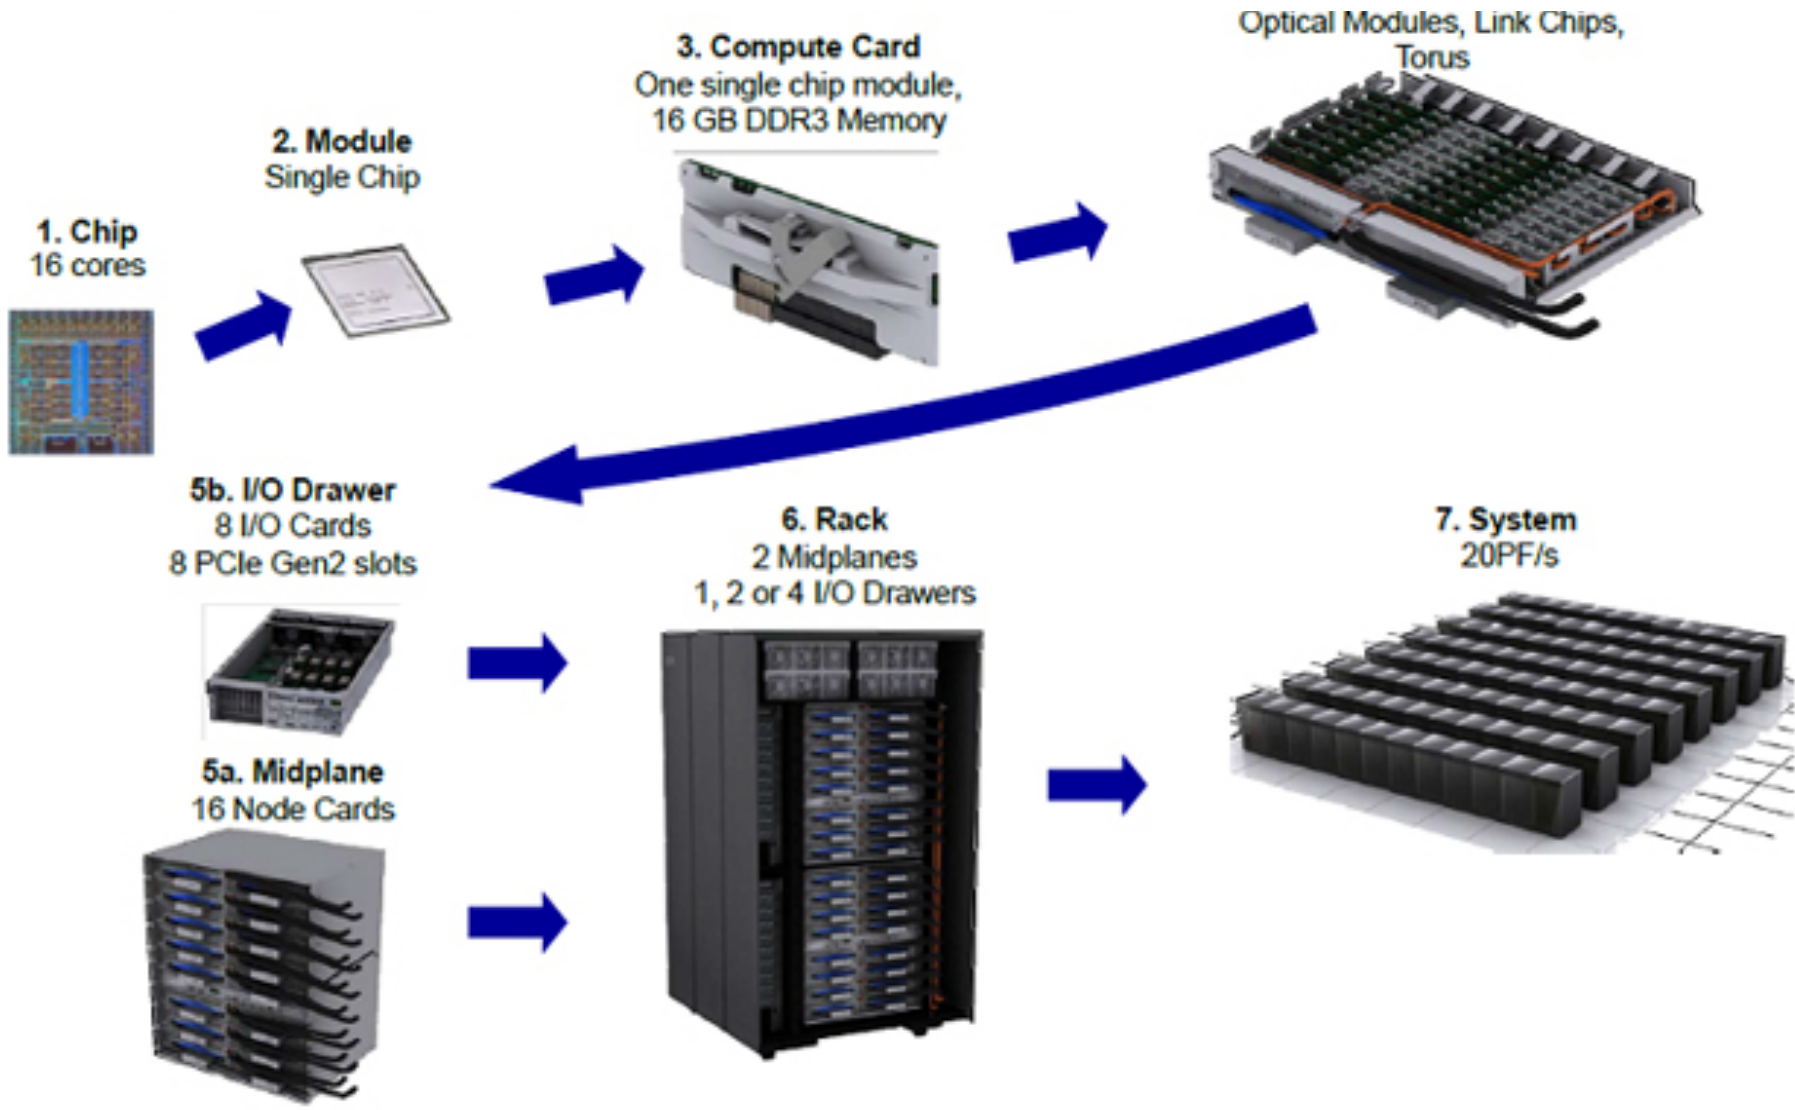 1. Chip
16 cores
2. Module
Single Chip
3. Compute Card
One single chip module,
16 GB DDR3 Memory
Optical Modules, Link Chips,
Torus
5b. I/O Drawer
8 I/O Cards
8 PCIe Gen2 slots
5a. Midplane
16 Node Cards
6. Rack
2 Midplanes
1, 2 or 4 I/O Drawers
7. System
20PF/s